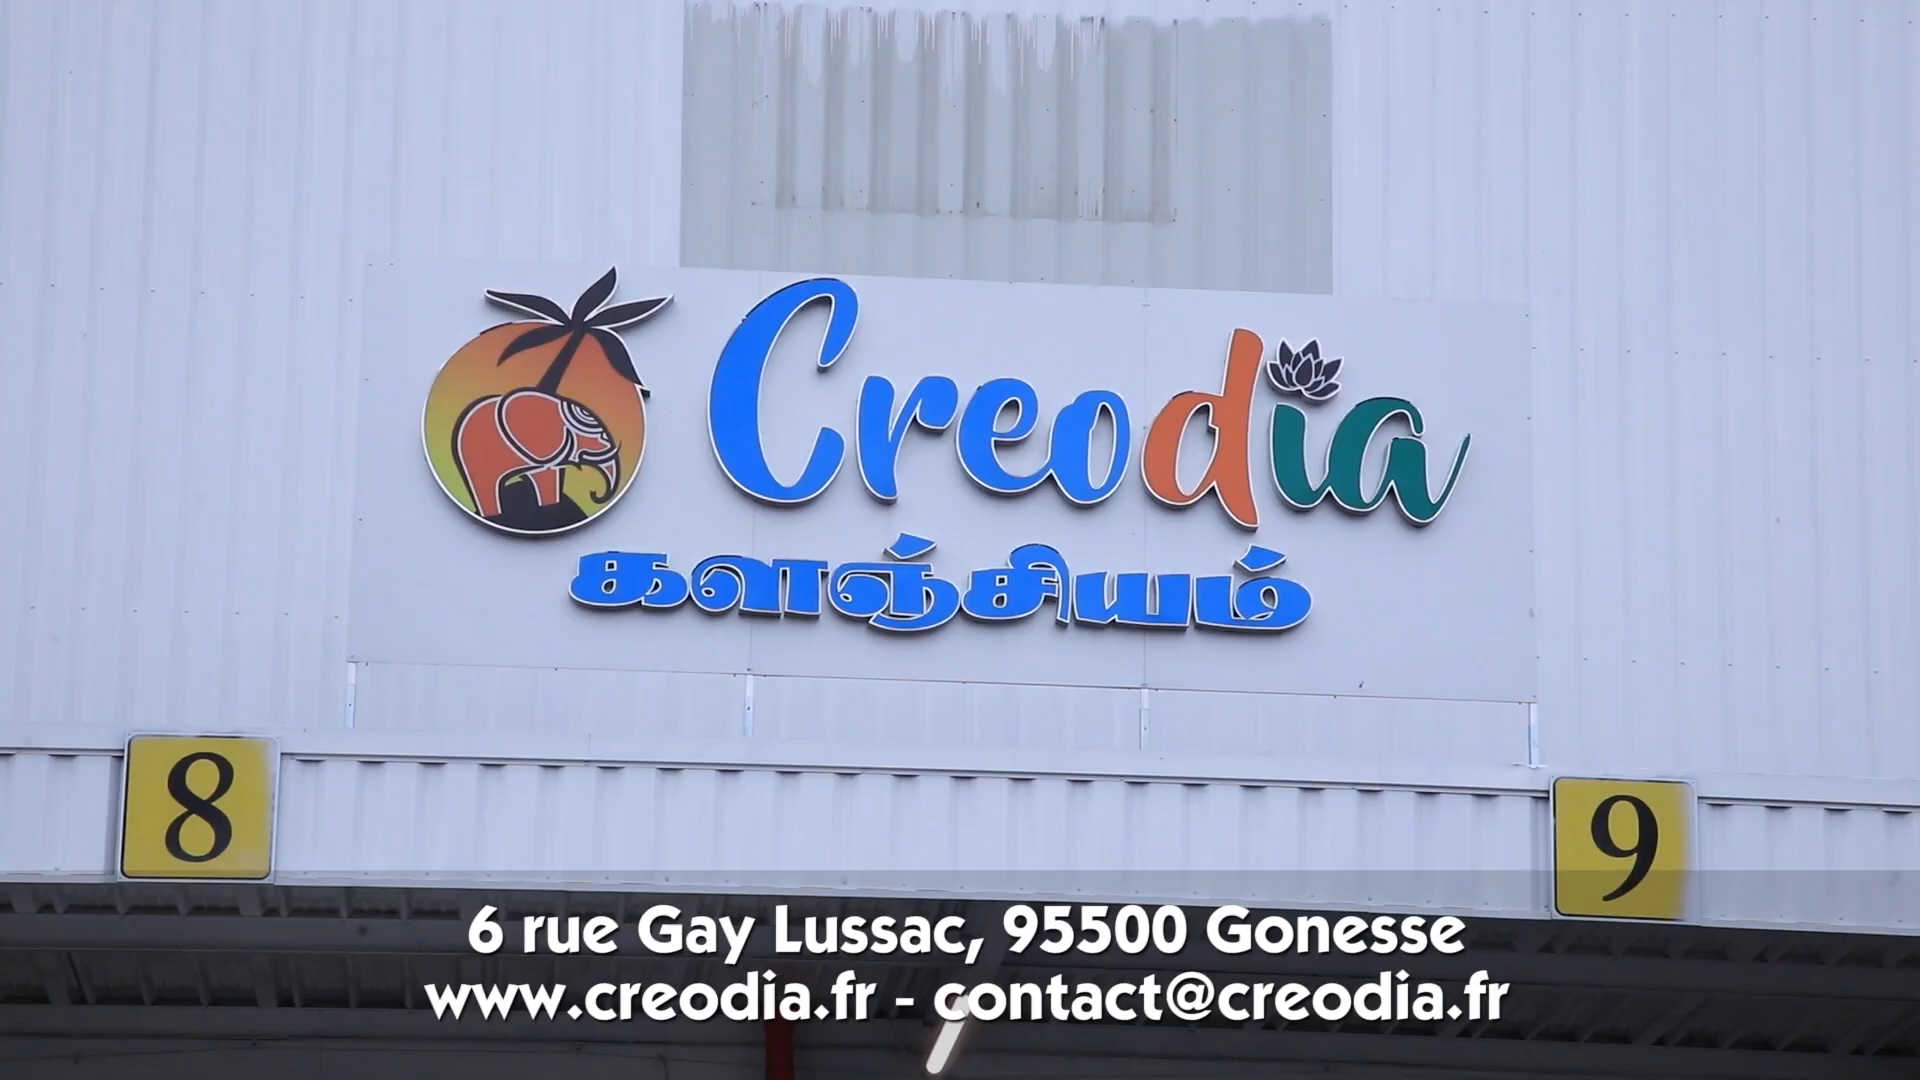 Creodia
களஞ்சியம்
8
9
6 rue Gay Lussac, 95500 Gonesse
www.creodia.fr - contact@creodia.fr